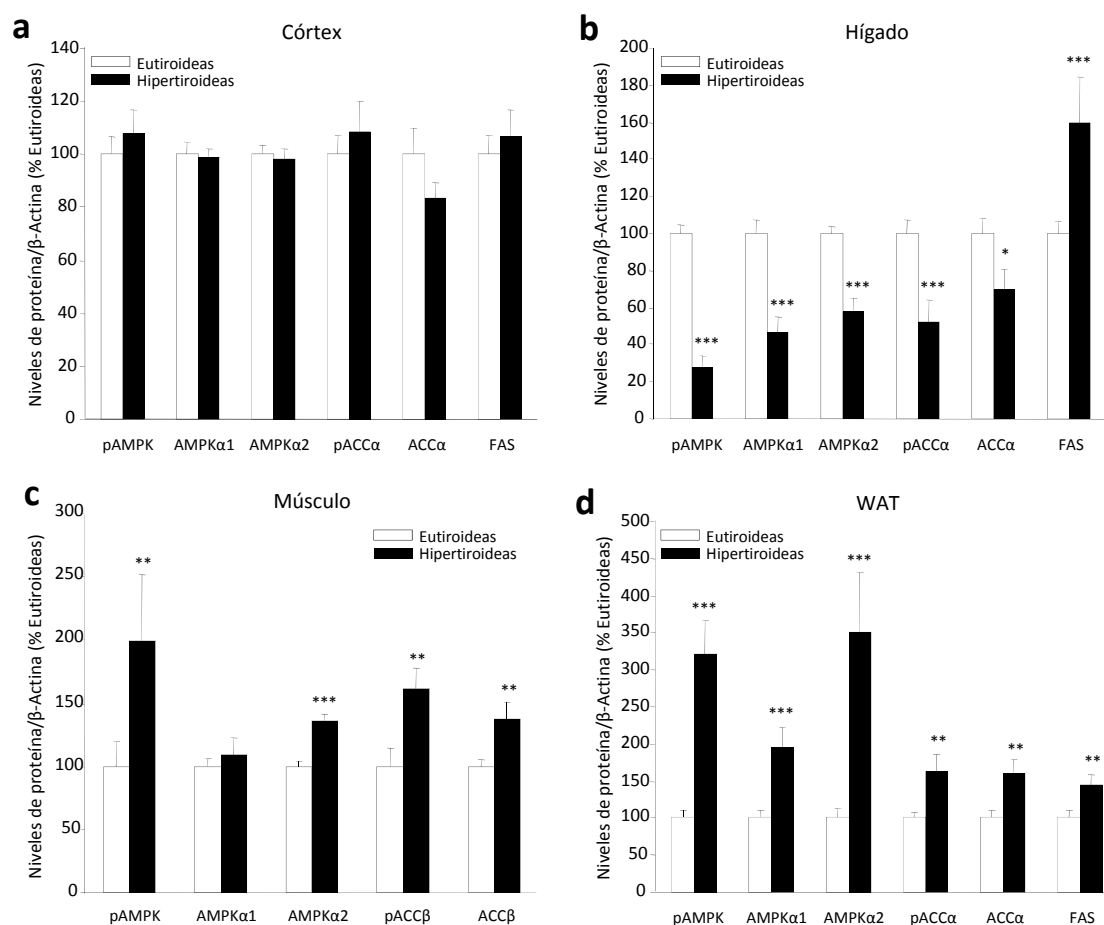 a
Córtex
Niveles de proteína/β-Actina (% Eutiroideas)
140
120
100
80
60
40
20
0
Eutiroideas
Hipertiroideas
pAMPK AMPKα1 AMPKα2 pACCα ACCα FAS
b
Hígado
Niveles de proteína/β-Actina (% Eutiroideas)
200
180
160
140
120
100
80
60
40
20
0
Eutiroideas
Hipertiroideas
*** *** *** *** * ***
pAMPK AMPKα1 AMPKα2 pACCα ACCα FAS
c
Músculo
Niveles de proteína/β-Actina (% Eutiroideas)
300
250
200
150
100
50
0
Eutiroideas
Hipertiroideas
** *** ** **
pAMPK AMPKα1 AMPKα2 pACCβ ACCβ
d
WAT
Niveles de proteína/β-Actina (% Eutiroideas)
500
450
400
350
300
250
200
150
100
50
0
Eutiroideas
Hipertiroideas
*** *** *** ** ** **
pAMPK AMPKα1 AMPKα2 pACCα ACCα FAS